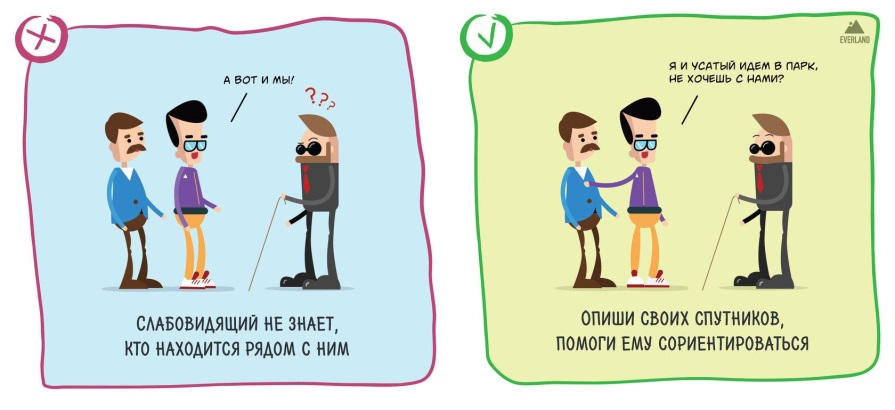 А ВОТ И МЫ!
???
СЛАБОВИДЯЩИЙ НЕ ЗНАЕТ,
КТО НАХОДИТСЯ РЯДОМ С НИМ
EVERLAND
Я И УСАТЫЙ ИДЕМ В ПАРК,
НЕ ХОЧЕШЬ С НАМИ?
ОПИШИ СВОИХ СПУТНИКОВ,
ПОМОГИ ЕМУ СОРИЕНТИРОВАТЬСЯ